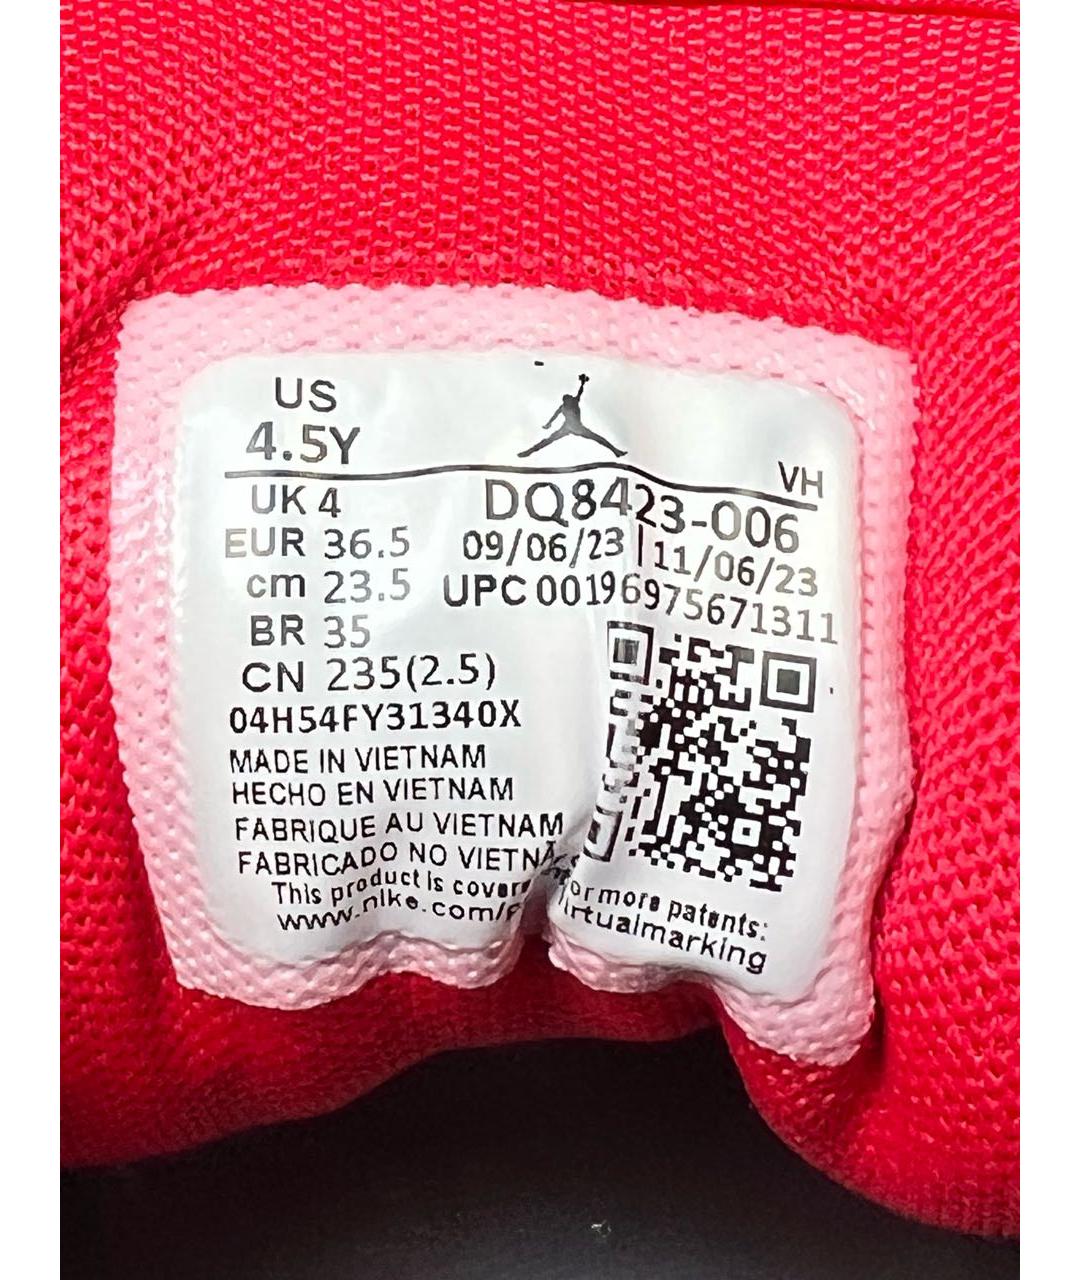 US
4.5Y
VH
UK 4
EUR 36.5
cm 23.5
BR 35
CN 235(2.5)
DQ8423-006
09/06/23 | 11/06/23
UPC 00196975671311
04H54FY31340X
MADE IN VIETNAM
HECHO EN VIETNAM
FABRIQUE AU VIETNAM
FABRICADO NO VIETNÃ
This product is for more patents:
www.nike.com/